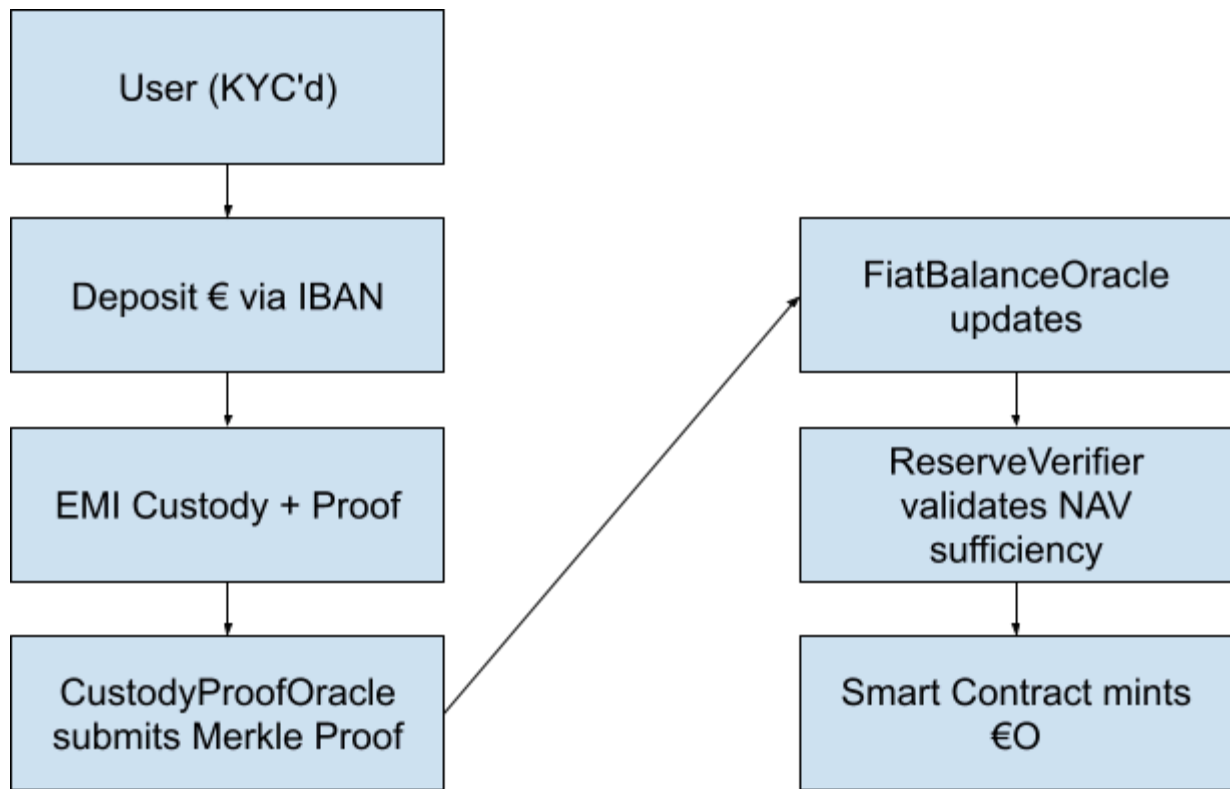 User (KYC'd)
Deposit € via IBAN
EMI Custody + Proof
CustodyProofOracle
submits Merkle Proof
FiatBalanceOracle
updates
ReserveVerifier
validates NAV
sufficiency
Smart Contract mints
€O